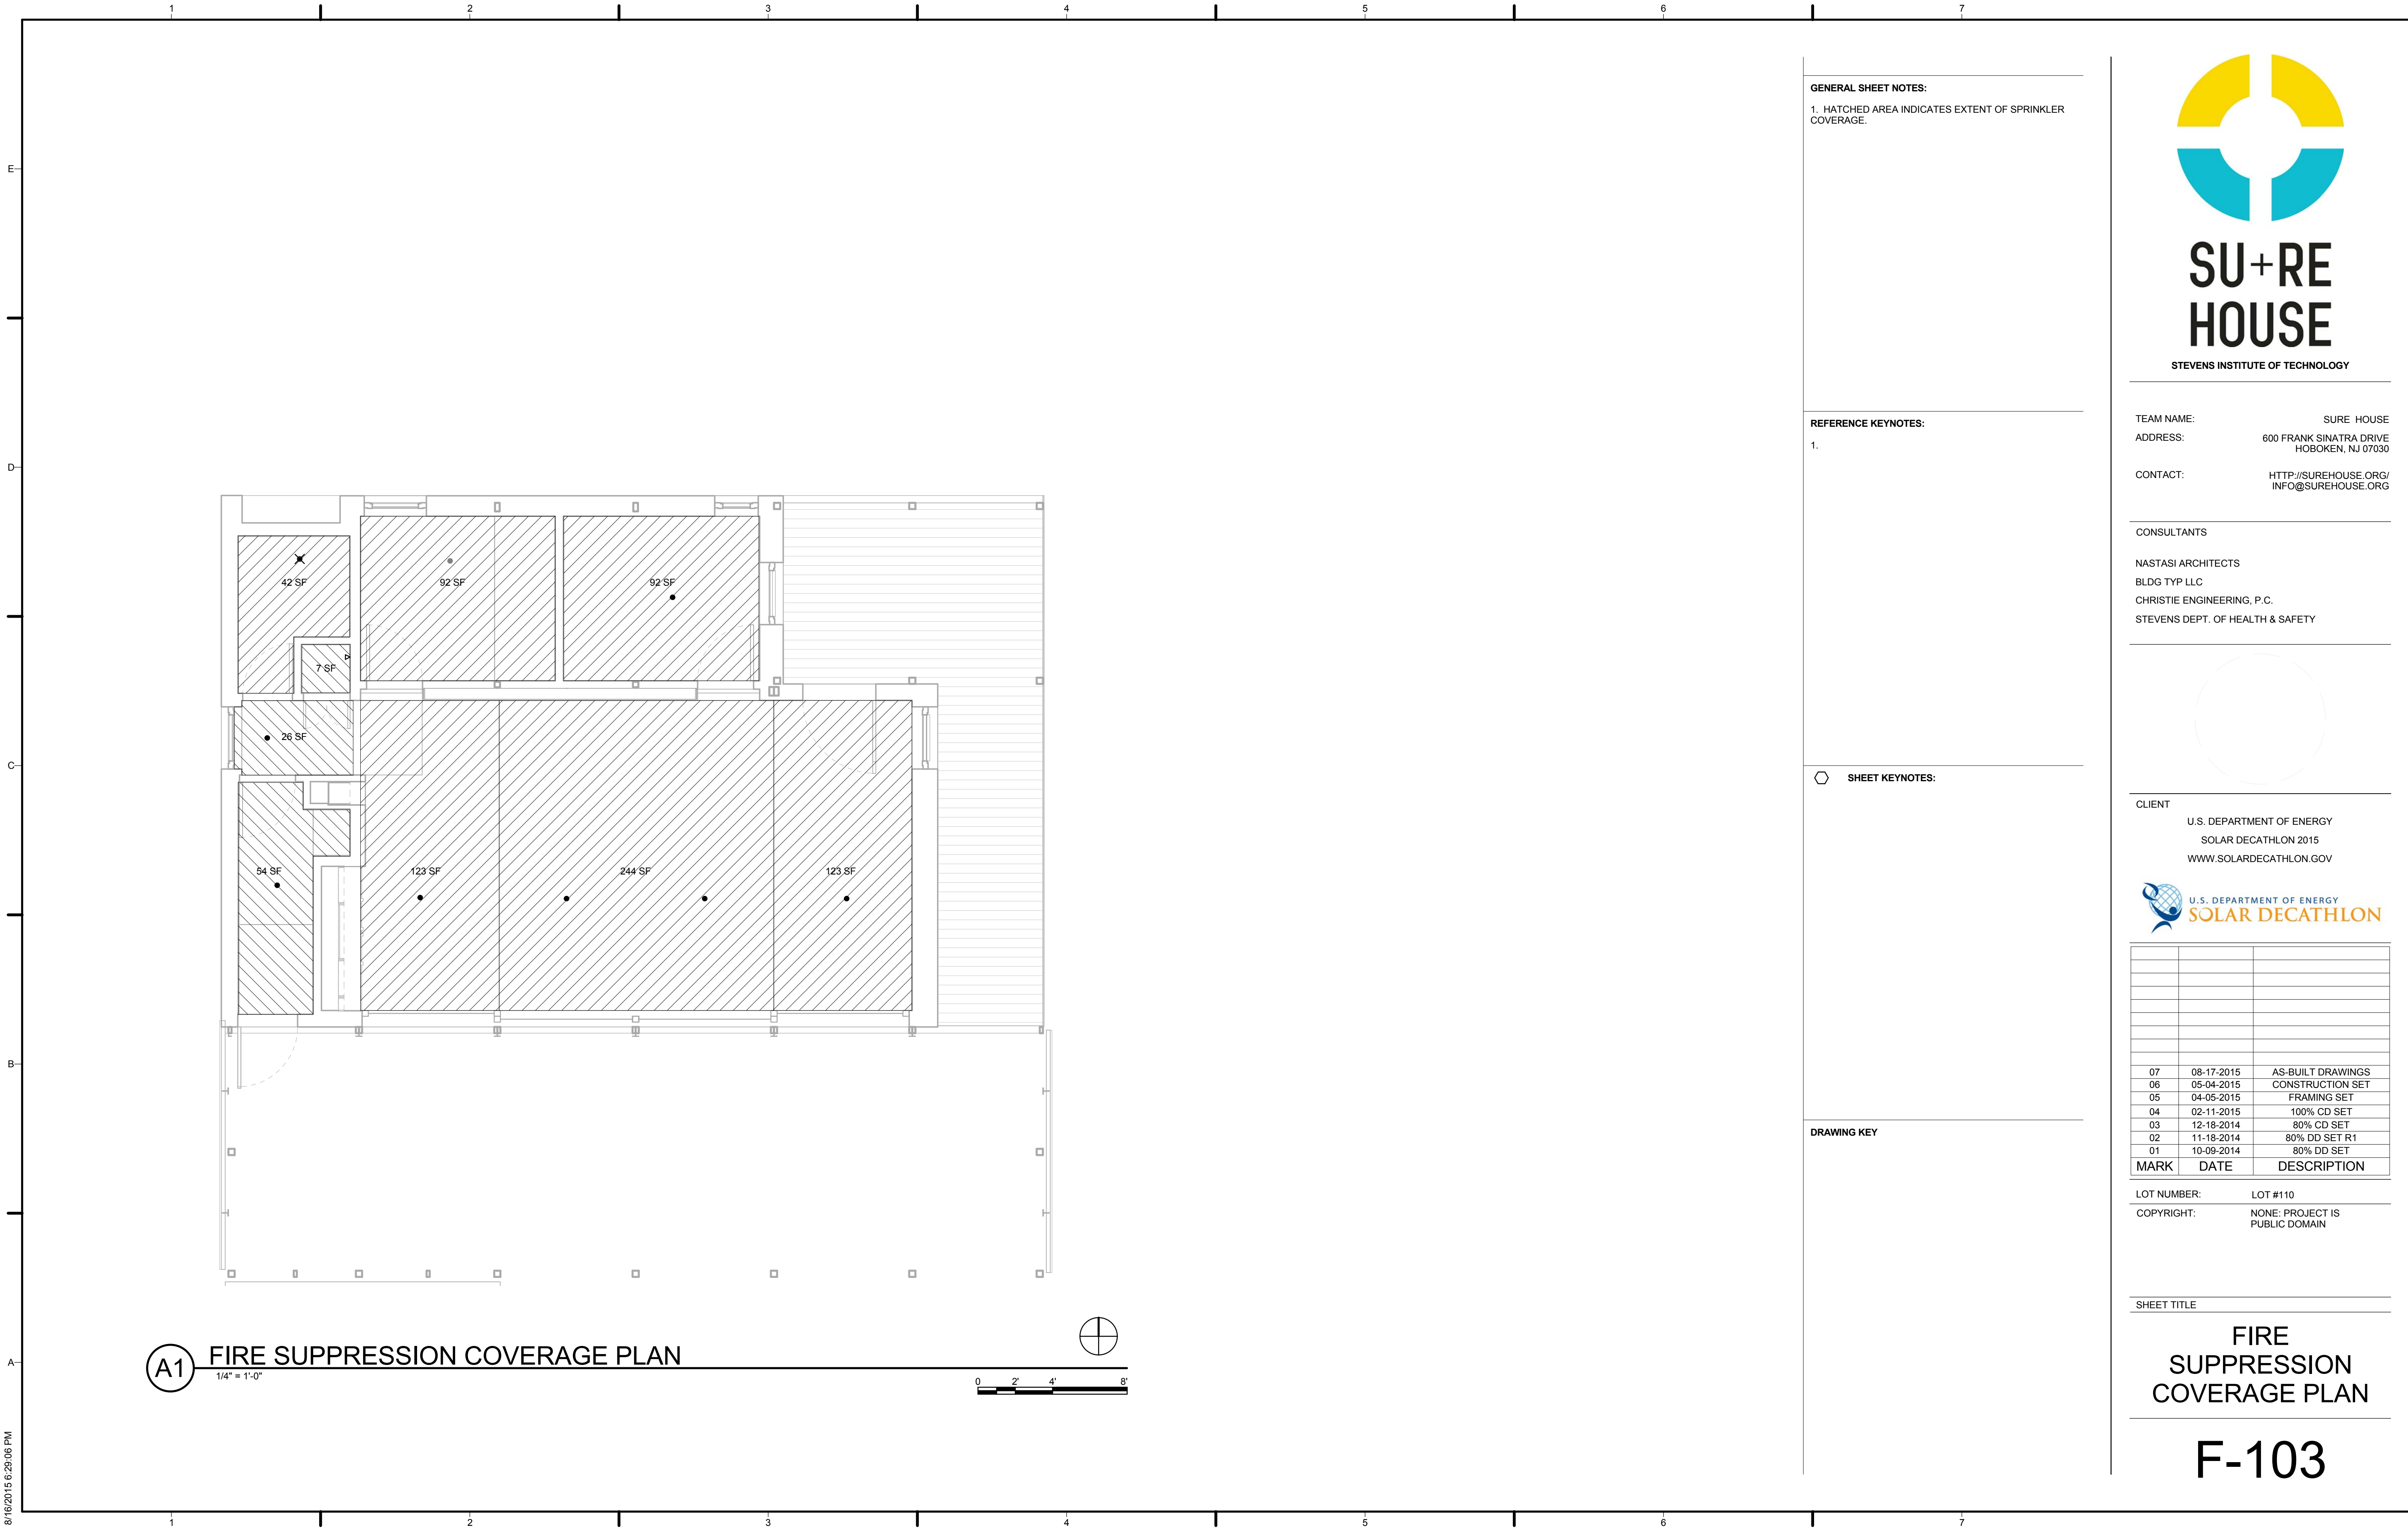 1 2 3 4 5 6 7
E
D
C
B
A
42 SF
92 SF
92 SF
7 SF
26 SF
54 SF
123 SF
244 SF
123 SF
A1
FIRE SUPPRESSION COVERAGE PLAN
1/4" = 1'-0"
0 2' 4' 8'
8/16/2015 6:29:06 PM
1 2 3 4 5 6 7
GENERAL SHEET NOTES:
1. HATCHED AREA INDICATES EXTENT OF SPRINKLER
COVERAGE.
REFERENCE KEYNOTES:
1.
SHEET KEYNOTES:
DRAWING KEY
SU+RE
HOUSE
STEVENS INSTITUTE OF TECHNOLOGY
TEAM NAME: SURE HOUSE
ADDRESS: 600 FRANK SINATRA DRIVE
HOBOKEN, NJ 07030
CONTACT: HTTP://SUREHOUSE.ORG/
INFO@SUREHOUSE.ORG
CONSULTANTS
NASTASI ARCHITECTS
BLDG TYP LLC
CHRISTIE ENGINEERING, P.C.
STEVENS DEPT. OF HEALTH & SAFETY
CLIENT
U.S. DEPARTMENT OF ENERGY
SOLAR DECATHLON 2015
WWW.SOLARDECATHLON.GOV
U.S. DEPARTMENT OF ENERGY
SOLAR DECATHLON
07 08-17-2015 AS-BUILT DRAWINGS
06 05-04-2015 CONSTRUCTION SET
05 04-05-2015 FRAMING SET
04 02-11-2015 100% CD SET
03 12-18-2014 80% CD SET
02 11-18-2014 80% DD SET R1
01 10-09-2014 80% DD SET
MARK DATE DESCRIPTION
LOT NUMBER: LOT #110
COPYRIGHT: NONE: PROJECT IS
PUBLIC DOMAIN
SHEET TITLE
FIRE
SUPPRESSION
COVERAGE PLAN
F-103